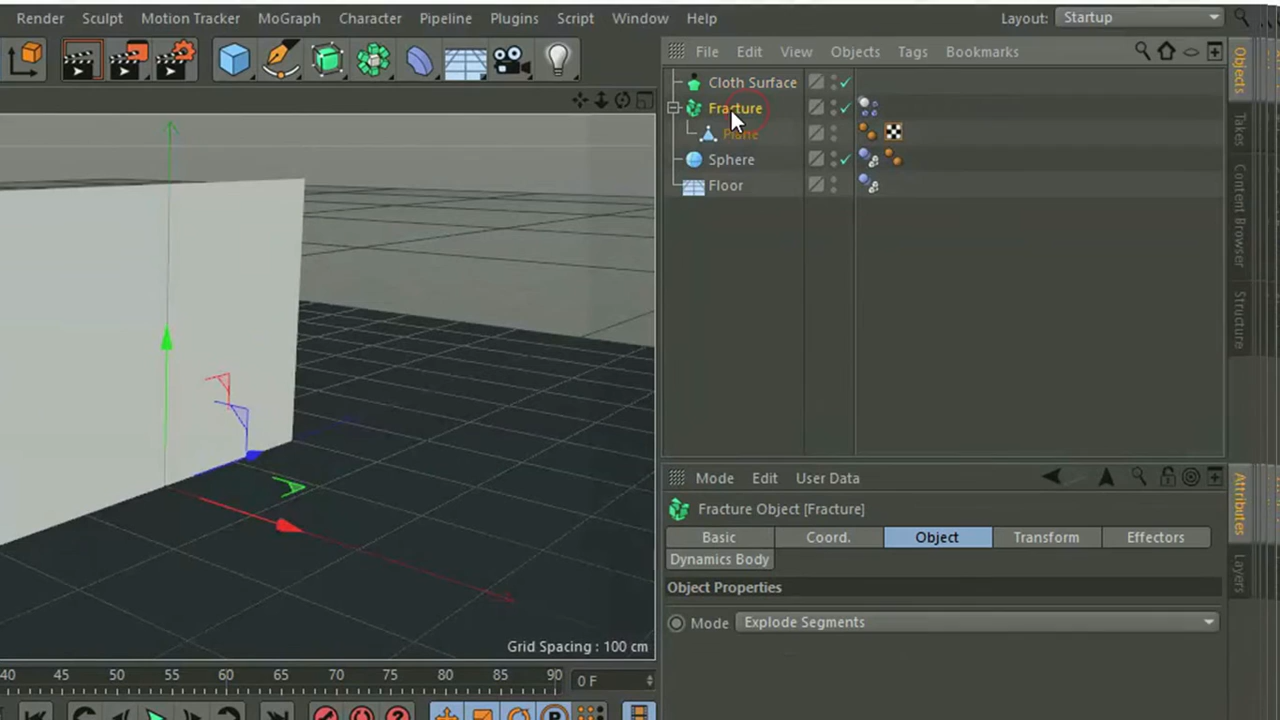 Render Sculpt Motion Tracker MoGraph Character Pipeline Plugins Script Window Help Layout: Startup
File Edit View Objects Tags Bookmarks
Cloth Surface
Fracture
Plane
Sphere
Floor
Objects
Takes
Content Browser
Structure
Mode Edit User Data
Fracture Object [Fracture]
Basic Coord. Object Transform Effectors
Dynamics Body
Object Properties
Mode Explode Segments
Attributes
Layers
Grid Spacing : 100 cm
40 45 50 55 60 65 70 75 80 85 90 0 F